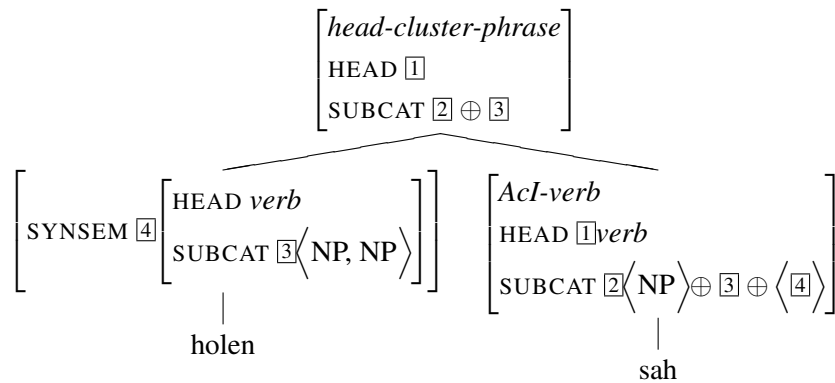 head-cluster-phrase
HEAD 1
SUBCAT 2 ⊕ 3
SYNSEM 4
HEAD verb
SUBCAT 3⟨NP, NP⟩
AcI-verb
HEAD 1verb
SUBCAT 2⟨NP⟩⊕ 3 ⊕ ⟨4⟩
holen
sah